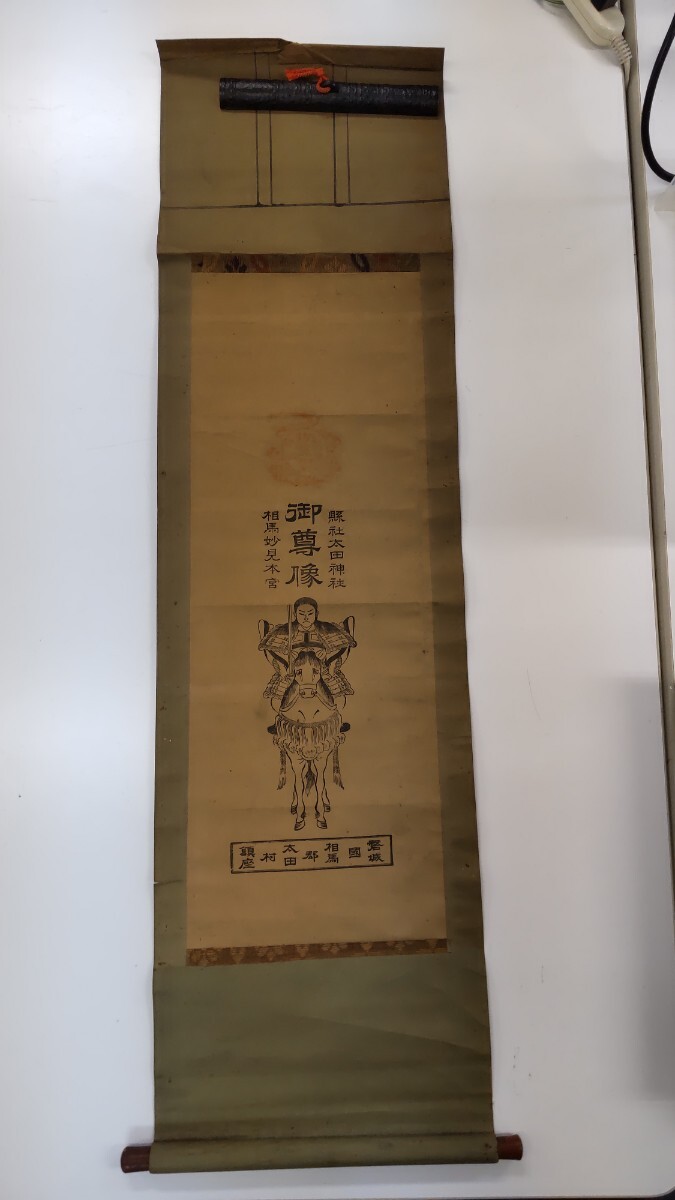 縣社太田神社
御尊像
相馬妙見本宮
磐城國相馬郡太田村鎮座